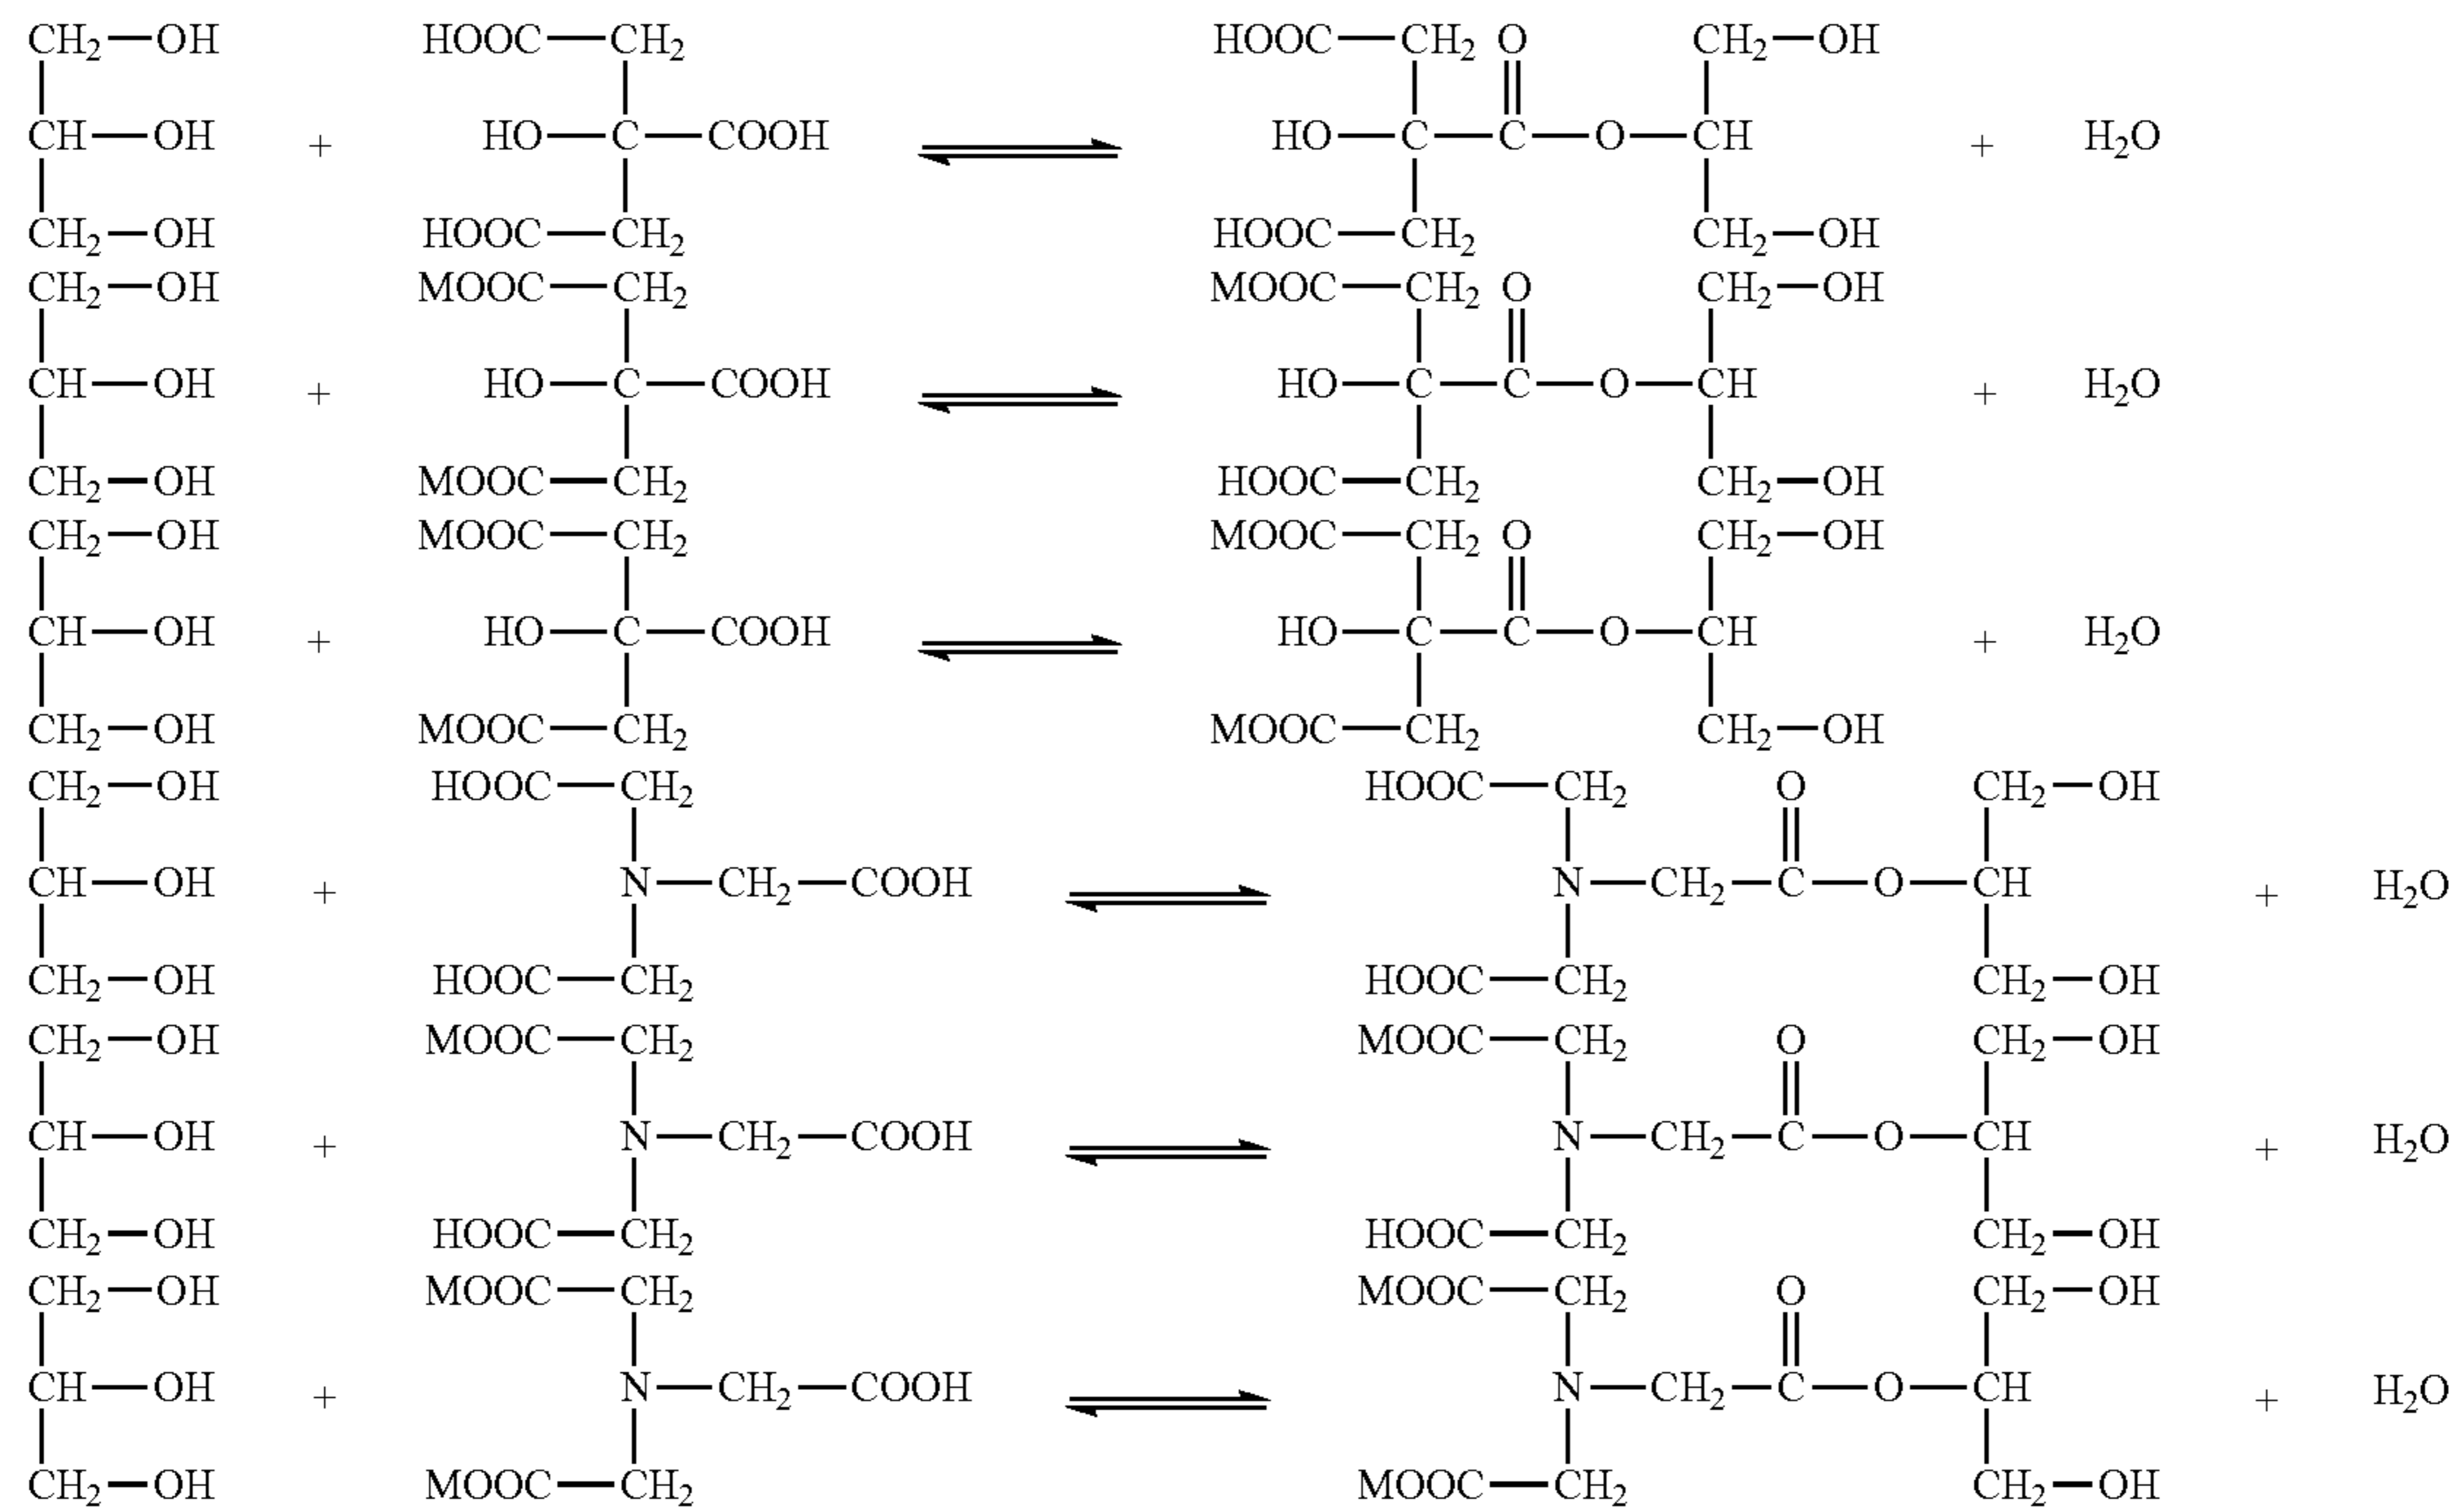 CH₂—OH HOOC—CH₂ HOOC—CH₂ O CH₂—OH
CH—OH + HO—C—COOH ⇌ HO—C—C—O—CH + H₂O
CH₂—OH HOOC—CH₂ HOOC—CH₂ CH₂—OH
CH₂—OH MOOC—CH₂ MOOC—CH₂ O CH₂—OH
CH—OH + HO—C—COOH ⇌ HO—C—C—O—CH + H₂O
CH₂—OH MOOC—CH₂ HOOC—CH₂ CH₂—OH
CH₂—OH MOOC—CH₂ MOOC—CH₂ O CH₂—OH
CH—OH + HO—C—COOH ⇌ HO—C—C—O—CH + H₂O
CH₂—OH MOOC—CH₂ MOOC—CH₂ CH₂—OH
CH₂—OH HOOC—CH₂ HOOC—CH₂ O CH₂—OH
CH—OH + N—CH₂—COOH ⇌ N—CH₂—C—O—CH + H₂O
CH₂—OH HOOC—CH₂ HOOC—CH₂ CH₂—OH
CH₂—OH MOOC—CH₂ MOOC—CH₂ O CH₂—OH
CH—OH + N—CH₂—COOH ⇌ N—CH₂—C—O—CH + H₂O
CH₂—OH HOOC—CH₂ HOOC—CH₂ CH₂—OH
CH₂—OH MOOC—CH₂ MOOC—CH₂ O CH₂—OH
CH—OH + N—CH₂—COOH ⇌ N—CH₂—C—O—CH + H₂O
CH₂—OH MOOC—CH₂ MOOC—CH₂ CH₂—OH